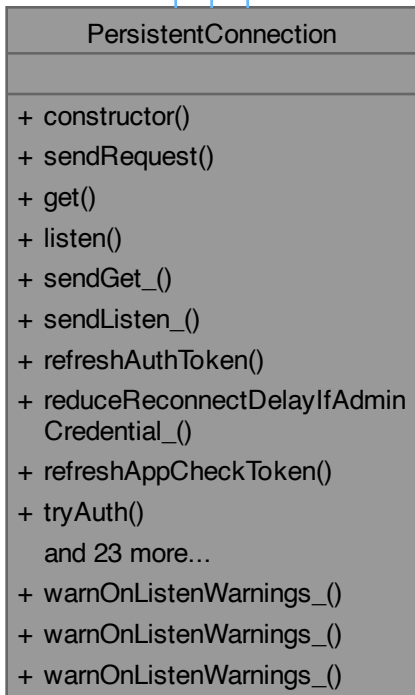 PersistentConnection
+ constructor()
+ sendRequest()
+ get()
+ listen()
+ sendGet_()
+ sendListen_()
+ refreshAuthToken()
+ reduceReconnectDelayIfAdmin
Credential_()
+ refreshAppCheckToken()
+ tryAuth()
and 23 more...
+ warnOnListenWarnings_()
+ warnOnListenWarnings_()
+ warnOnListenWarnings_()